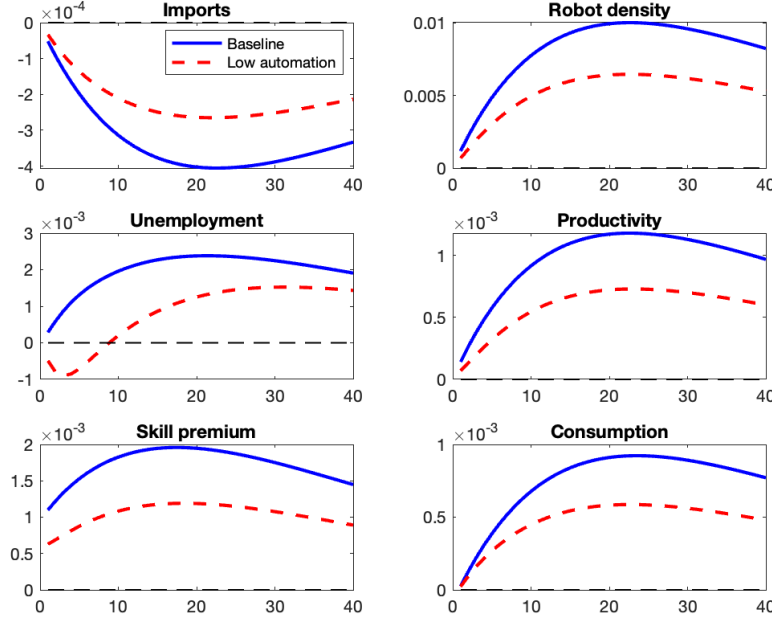 Imports
×10⁻⁴
0
-1
-2
-3
-4
0 10 20 30 40
Baseline
Low automation
Robot density
0.01
0.005
0
0 10 20 30 40
Unemployment
×10⁻³
3
2
1
0
-1
0 10 20 30 40
Productivity
×10⁻³
1
0.5
0
0 10 20 30 40
Skill premium
×10⁻³
2
1.5
1
0.5
0
0 10 20 30 40
Consumption
×10⁻³
1
0.5
0
0 10 20 30 40